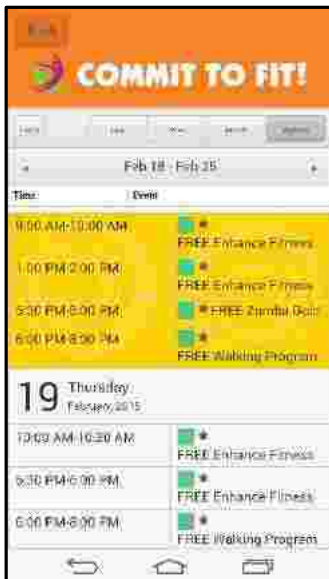 COMMIT TO FIT!
Feb 18 - Feb 25
Time Event
9:00 AM-10:00 AM
FREE Enhance Fitness
1:00 PM-2:00 PM
FREE Enhance Fitness
5:30 PM-6:00 PM FREE Zumba Gold
6:00 PM-8:00 PM
FREE Walking Program
19 Thursday
February, 2015
10:00 AM-10:30 AM
FREE Enhance Fitness
5:30 PM-6:00 PM
FREE Enhance Fitness
6:00 PM-8:00 PM
FREE Walking Program